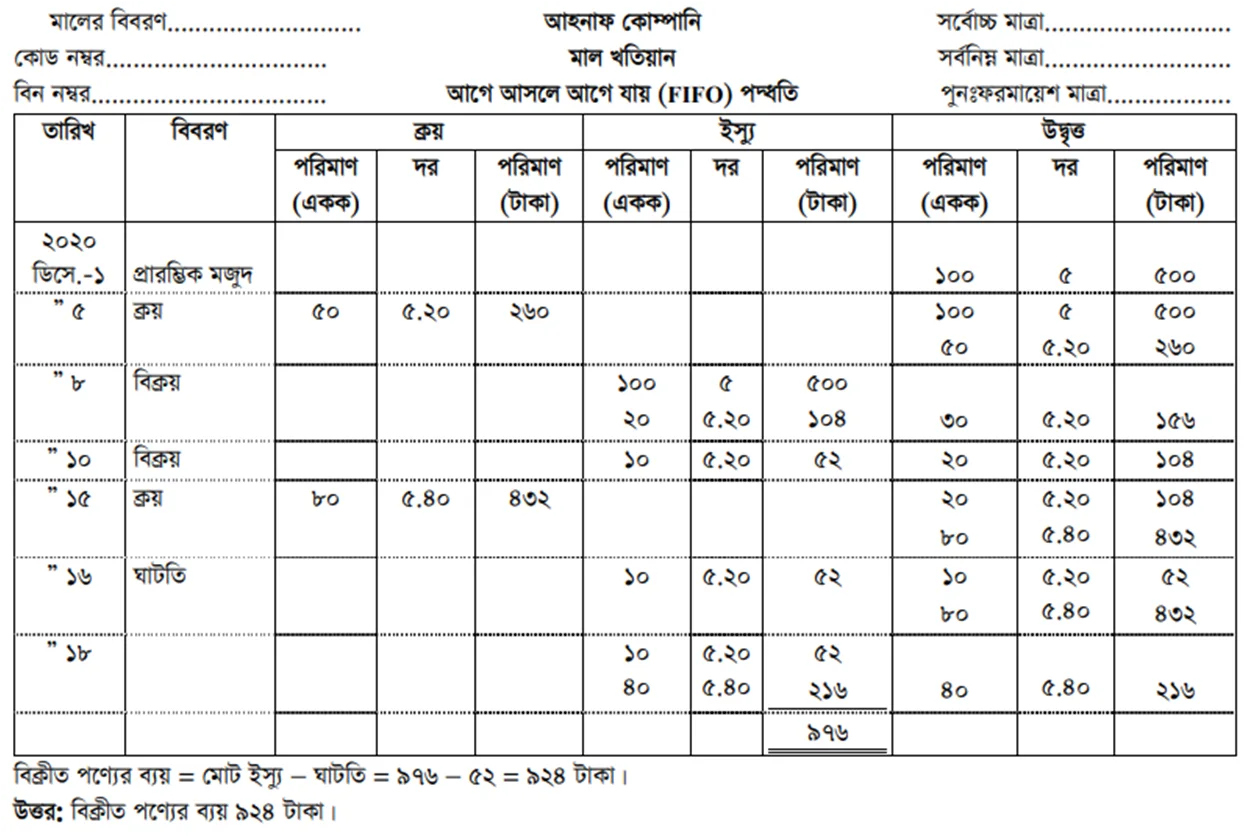 মালের বিবরণ............................ আহনাফ কোম্পানি সর্বোচ্চ মাত্রা...........................
কোড নম্বর................................ মাল খতিয়ান সর্বনিম্ন মাত্রা...........................
বিন নম্বর.................................. আগে আসলে আগে যায় (FIFO) পদ্ধতি পুনঃফরমায়েশ মাত্রা..................
তারিখ বিবরণ ক্রয় ইস্যু উদ্বৃত্ত
পরিমাণ দর পরিমাণ পরিমাণ দর পরিমাণ পরিমাণ দর পরিমাণ
(একক) (টাকা) (একক) (টাকা) (একক) (টাকা)
২০২০
ডিসে.-১ প্রারম্ভিক মজুদ ১০০ ৫ ৫০০
” ৫ ক্রয় ৫০ ৫.২০ ২৬০ ১০০ ৫ ৫০০
৫০ ৫.২০ ২৬০
” ৮ বিক্রয় ১০০ ৫ ৫০০
২০ ৫.২০ ১০৪ ৩০ ৫.২০ ১৫৬
” ১০ বিক্রয় ১০ ৫.২০ ৫২ ২০ ৫.২০ ১০৪
” ১৫ ক্রয় ৮০ ৫.৪০ ৪৩২ ২০ ৫.২০ ১০৪
৮০ ৫.৪০ ৪৩২
” ১৬ ঘাটতি ১০ ৫.২০ ৫২ ১০ ৫.২০ ৫২
৮০ ৫.৪০ ৪৩২
” ১৮ ১০ ৫.২০ ৫২
৪০ ৫.৪০ ২১৬ ৪০ ৫.৪০ ২১৬
৯৭৬
বিক্রীত পণ্যের ব্যয় = মোট ইস্যু – ঘাটতি = ৯৭৬ – ৫২ = ৯২৪ টাকা।
উত্তর: বিক্রীত পণ্যের ব্যয় ৯২৪ টাকা।